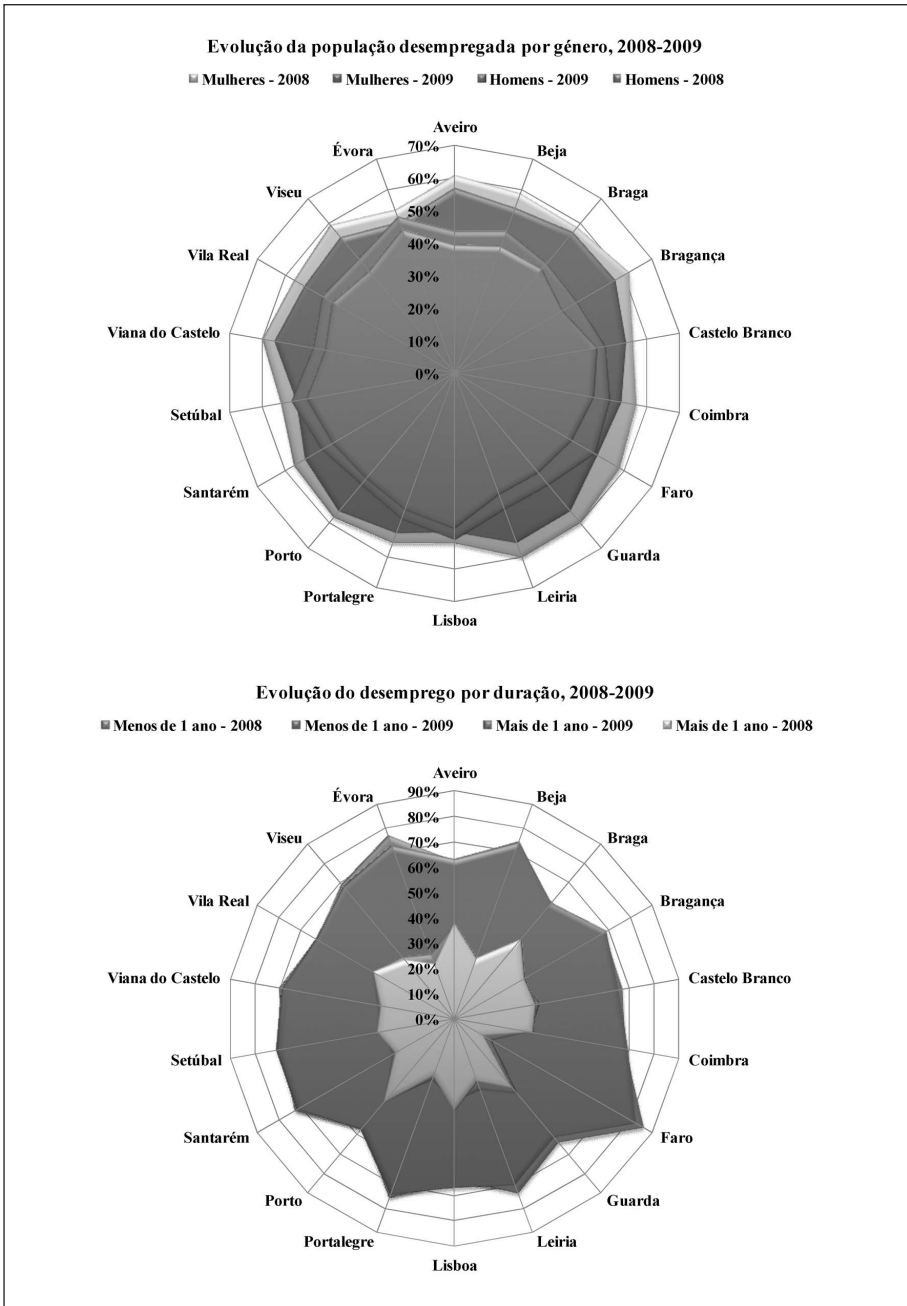 Evolução da população desempregada por género, 2008-2009
Mulheres - 2008 Mulheres - 2009 Homens - 2009 Homens - 2008
Aveiro
Beja
Braga
Bragança
Castelo Branco
Coimbra
Faro
Guarda
Leiria
Lisboa
Portalegre
Porto
Santarém
Setúbal
Viana do Castelo
Vila Real
Viseu
Évora
70%
60%
50%
40%
30%
20%
10%
0%
Evolução do desemprego por duração, 2008-2009
Menos de 1 ano - 2008 Menos de 1 ano - 2009 Mais de 1 ano - 2009 Mais de 1 ano - 2008
Aveiro
Beja
Braga
Bragança
Castelo Branco
Coimbra
Faro
Guarda
Leiria
Lisboa
Portalegre
Porto
Santarém
Setúbal
Viana do Castelo
Vila Real
Viseu
Évora
90%
80%
70%
60%
50%
40%
30%
20%
10%
0%